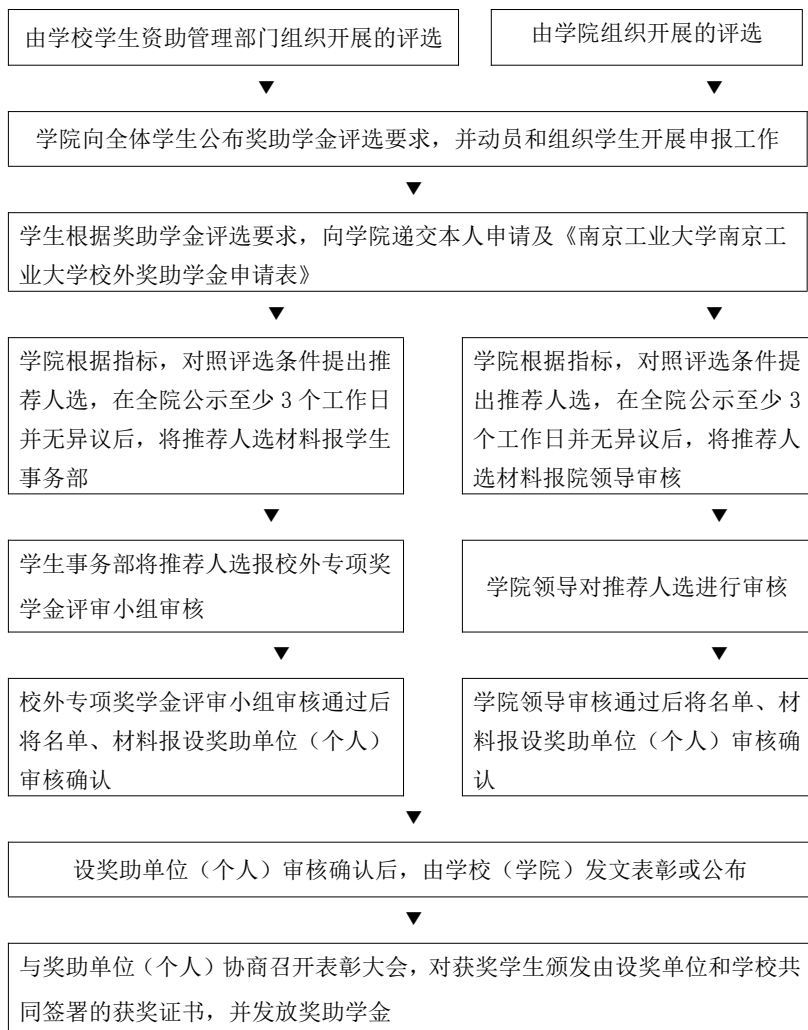 由学校学生资助管理部门组织开展的评选
由学院组织开展的评选
学院向全体学生公布奖助学金评选要求，并动员和组织学生开展申报工作
学生根据奖助学金评选要求，向学院递交本人申请及《南京工业大学南京工
业大学校外奖助学金申请表》
学院根据指标，对照评选条件提出推
荐人选，在全院公示至少 3 个工作日
并无异议后，将推荐人选材料报学生
事务部
学院根据指标，对照评选条件提
出推荐人选，在全院公示至少 3
个工作日并无异议后，将推荐人
选材料报院领导审核
学生事务部将推荐人选报校外专项奖
学金评审小组审核
学院领导对推荐人选进行审核
校外专项奖学金评审小组审核通过后
将名单、材料报设奖助单位（个人）
审核确认
学院领导审核通过后将名单、材
料报设奖助单位（个人）审核确
认
设奖助单位（个人）审核确认后，由学校（学院）发文表彰或公布
与奖助单位（个人）协商召开表彰大会，对获奖学生颁发由设奖单位和学校共
同签署的获奖证书，并发放奖助学金